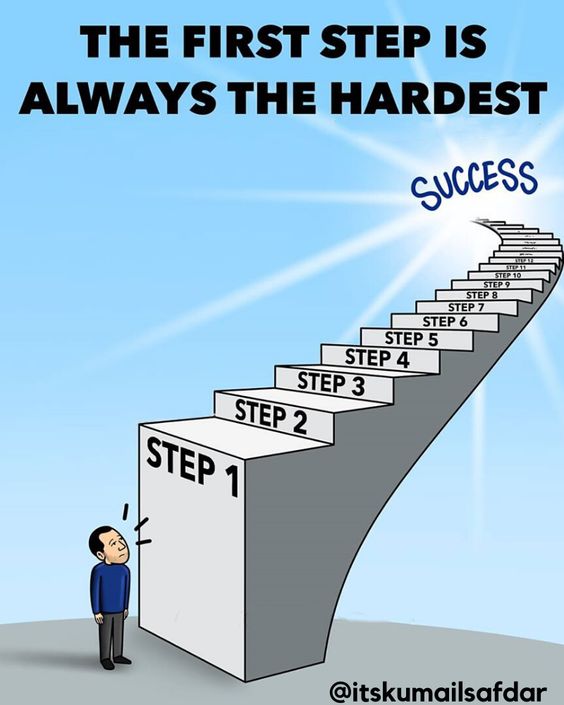 THE FIRST STEP IS
ALWAYS THE HARDEST
SUCCESS
STEP 12
STEP 11
STEP 10
STEP 9
STEP 8
STEP 7
STEP 6
STEP 5
STEP 4
STEP 3
STEP 2
STEP 1
@itskumailsafdar